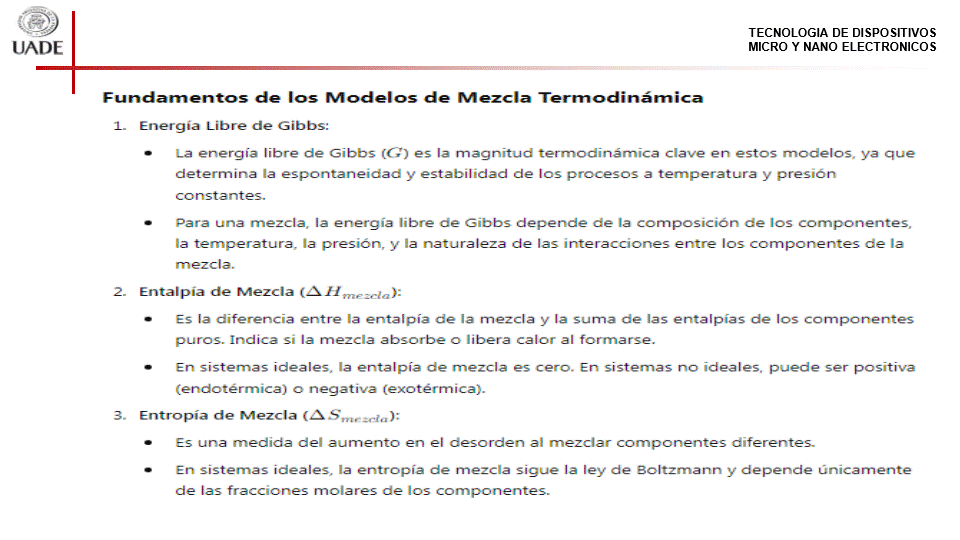 UADE
TECNOLOGIA DE DISPOSITIVOS
MICRO Y NANO ELECTRONICOS
Fundamentos de los Modelos de Mezcla Termodinámica
1. Energía Libre de Gibbs:
• La energía libre de Gibbs (G) es la magnitud termodinámica clave en estos modelos, ya que
determina la espontaneidad y estabilidad de los procesos a temperatura y presión
constantes.
• Para una mezcla, la energía libre de Gibbs depende de la composición de los componentes,
la temperatura, la presión, y la naturaleza de las interacciones entre los componentes de la
mezcla.
2. Entalpía de Mezcla (ΔH_mezcla):
• Es la diferencia entre la entalpía de la mezcla y la suma de las entalpías de los componentes
puros. Indica si la mezcla absorbe o libera calor al formarse.
• En sistemas ideales, la entalpía de mezcla es cero. En sistemas no ideales, puede ser positiva
(endotérmica) o negativa (exotérmica).
3. Entropía de Mezcla (ΔS_mezcla):
• Es una medida del aumento en el desorden al mezclar componentes diferentes.
• En sistemas ideales, la entropía de mezcla sigue la ley de Boltzmann y depende únicamente
de las fracciones molares de los componentes.